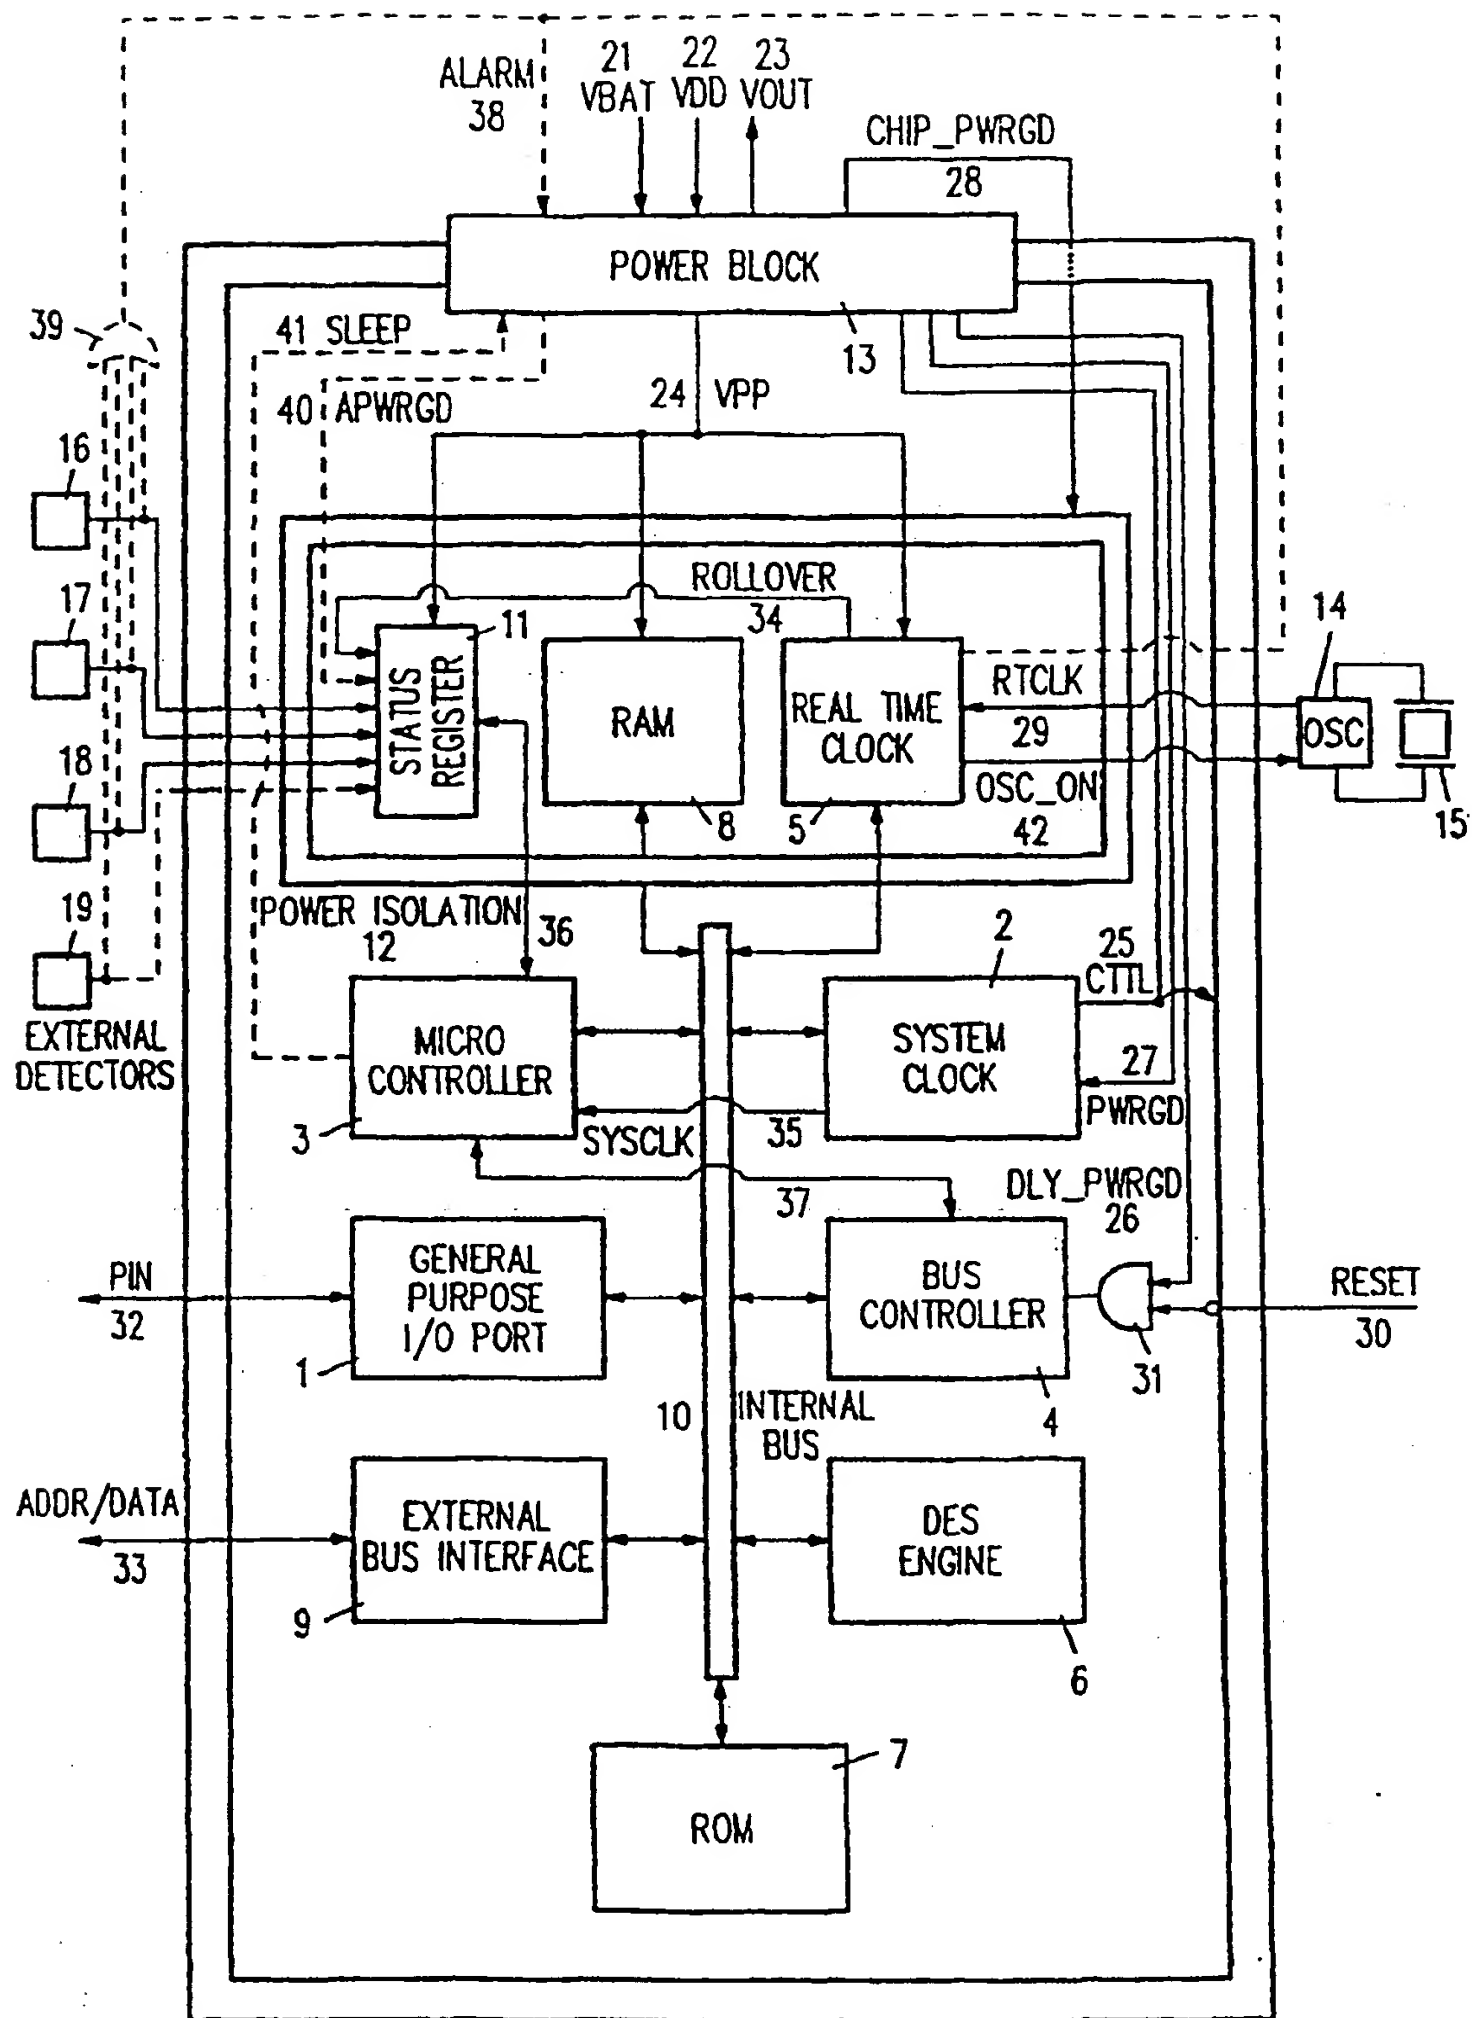 21 22 23
ALARM VBAT VDD VOUT
38
CHIP_PWRGD
28
POWER BLOCK
13
39
41 SLEEP
40 APWRGD
24 VPP
16
17
18
19
EXTERNAL
DETECTORS
ROLLOVER
34
11
STATUS
REGISTER
RAM
8
REAL TIME
CLOCK
5
RTCLK
29
OSC_ON
42
14
OSC
15
POWER ISOLATION
12
36
MICRO
CONTROLLER
3
2
SYSTEM
CLOCK
25
CTTL
27
PWRGD
SYSCLK
35
37
DLY_PWRGD
26
PIN
32
GENERAL
PURPOSE
I/O PORT
1
BUS
CONTROLLER
4
31
RESET
30
10
INTERNAL
BUS
ADDR/DATA
33
EXTERNAL
BUS INTERFACE
9
DES
ENGINE
6
7
ROM